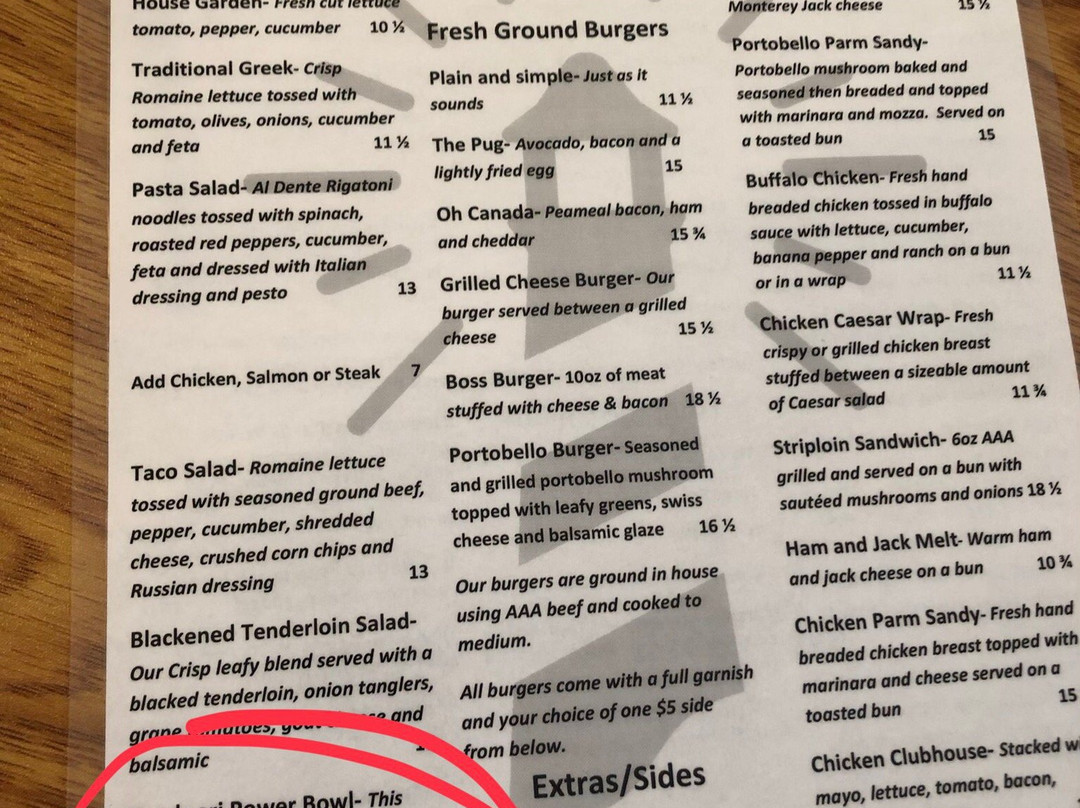 House Garden- Fresh cut lettuce
tomato, pepper, cucumber 10 ½
Traditional Greek- Crisp
Romaine lettuce tossed with
tomato, olives, onions, cucumber
and feta 11 ½
Pasta Salad- Al Dente Rigatoni
noodles tossed with spinach,
roasted red peppers, cucumber,
feta and dressed with Italian
dressing and pesto 13
Add Chicken, Salmon or Steak 7
Taco Salad- Romaine lettuce
tossed with seasoned ground beef,
pepper, cucumber, shredded
cheese, crushed corn chips and
Russian dressing 13
Blackened Tenderloin Salad-
Our Crisp leafy blend served with a
blacked tenderloin, onion tanglers,
grape and
balsamic
Power Bowl- This
Fresh Ground Burgers
Plain and simple- Just as it
sounds 11 ½
The Pug- Avocado, bacon and a
lightly fried egg 15
Oh Canada- Peameal bacon, ham
and cheddar 15 ¾
Grilled Cheese Burger- Our
burger served between a grilled
cheese 15 ½
Boss Burger- 10oz of meat
stuffed with cheese & bacon 18 ½
Portobello Burger- Seasoned
and grilled portobello mushroom
topped with leafy greens, swiss
cheese and balsamic glaze 16 ½
Our burgers are ground in house
using AAA beef and cooked to
medium.
All burgers come with a full garnish
and your choice of one $5 side
from below.
Extras/Sides
Monterey Jack cheese 15 ½
Portobello Parm Sandy-
Portobello mushroom baked and
seasoned then breaded and topped
with marinara and mozza. Served on
a toasted bun 15
Buffalo Chicken- Fresh hand
breaded chicken tossed in buffalo
sauce with lettuce, cucumber,
banana pepper and ranch on a bun
or in a wrap 11 ½
Chicken Caesar Wrap- Fresh
crispy or grilled chicken breast
stuffed between a sizeable amount
of Caesar salad 11 ¾
Striploin Sandwich- 6oz AAA
grilled and served on a bun with
sautéed mushrooms and onions 18 ½
Ham and Jack Melt- Warm ham
and jack cheese on a bun 10 ¾
Chicken Parm Sandy- Fresh hand
breaded chicken breast topped with
marinara and cheese served on a
toasted bun 15
Chicken Clubhouse- Stacked
mayo, lettuce, tomato, bacon,